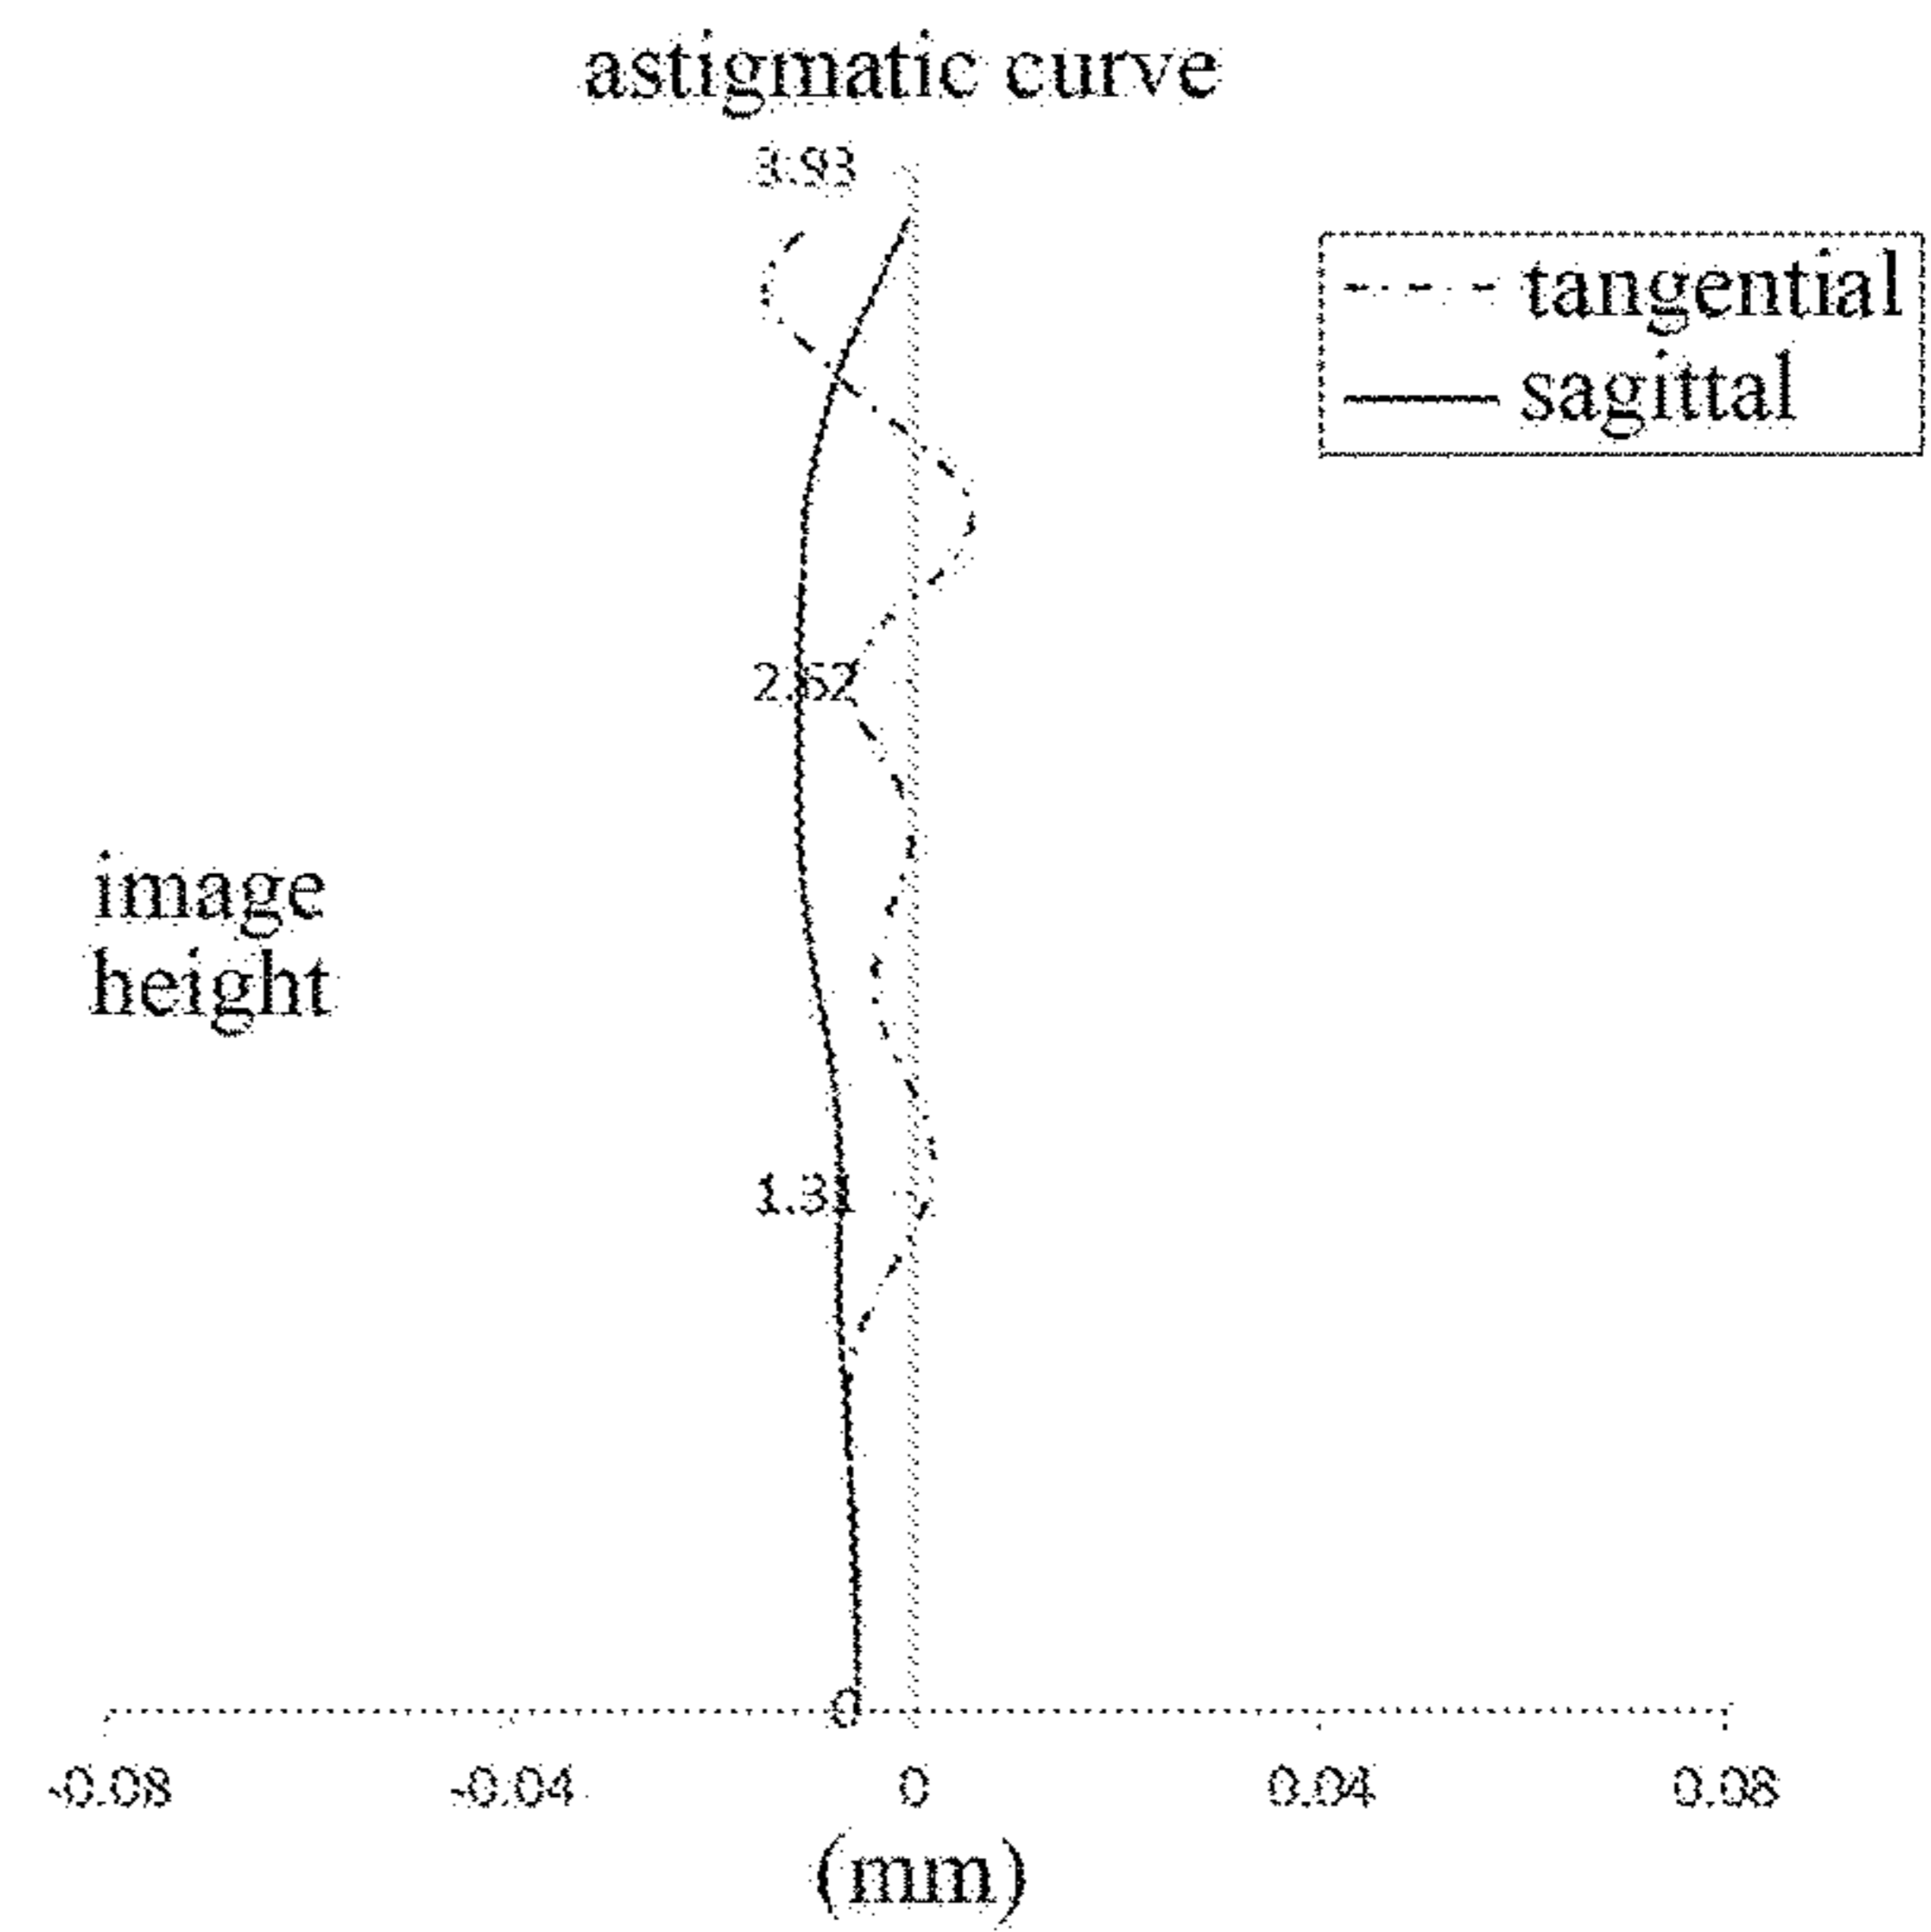 astigmatic curve
3.93
tangential
sagittal
2.62
image
height
1.31
0
-0.08 -0.04 0 0.04 0.08
(mm)